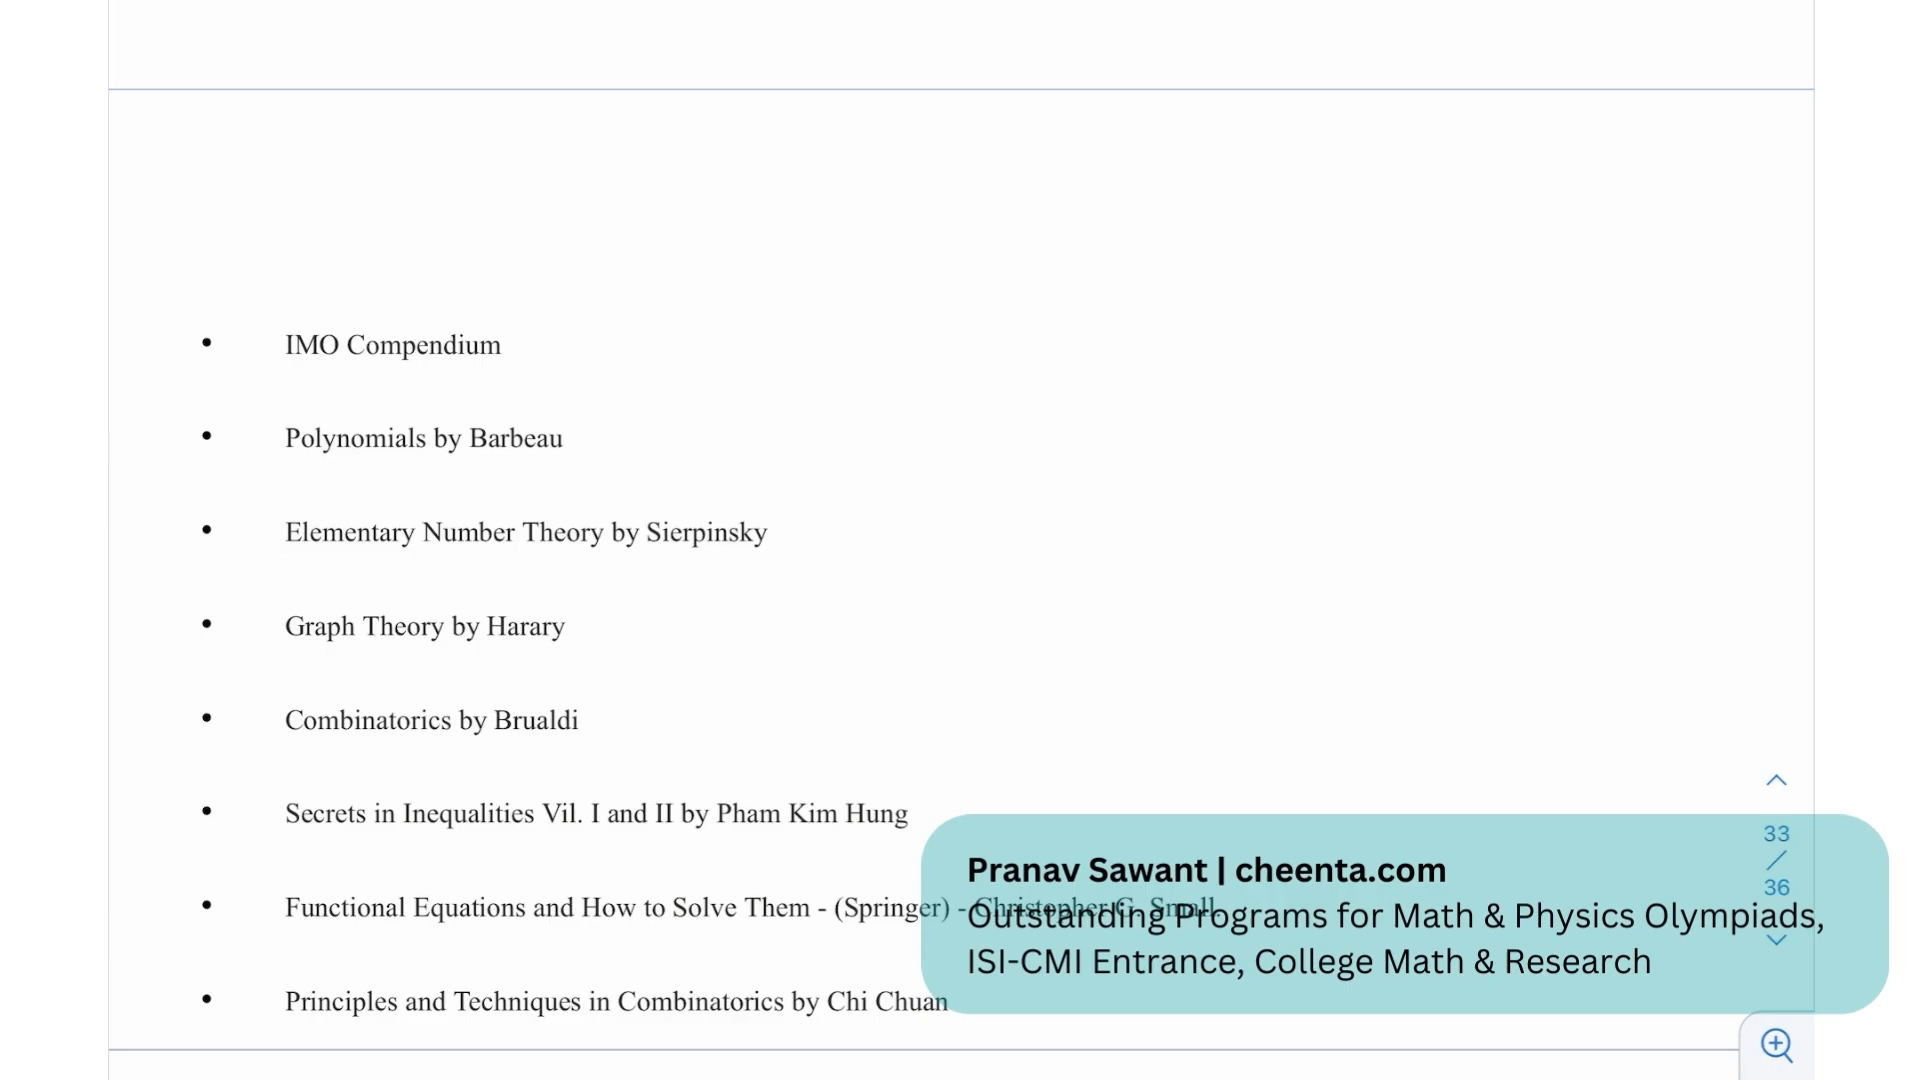 • IMO Compendium
• Polynomials by Barbeau
• Elementary Number Theory by Sierpinsky
• Graph Theory by Harary
• Combinatorics by Brualdi
• Secrets in Inequalities Vil. I and II by Pham Kim Hung
• Functional Equations and How to Solve Them - (Springer) - Christopher G. Small.
• Principles and Techniques in Combinatorics by Chi Chuan
33
/
36
Pranav Sawant | cheenta.com
Outstanding Programs for Math & Physics Olympiads,
ISI-CMI Entrance, College Math & Research